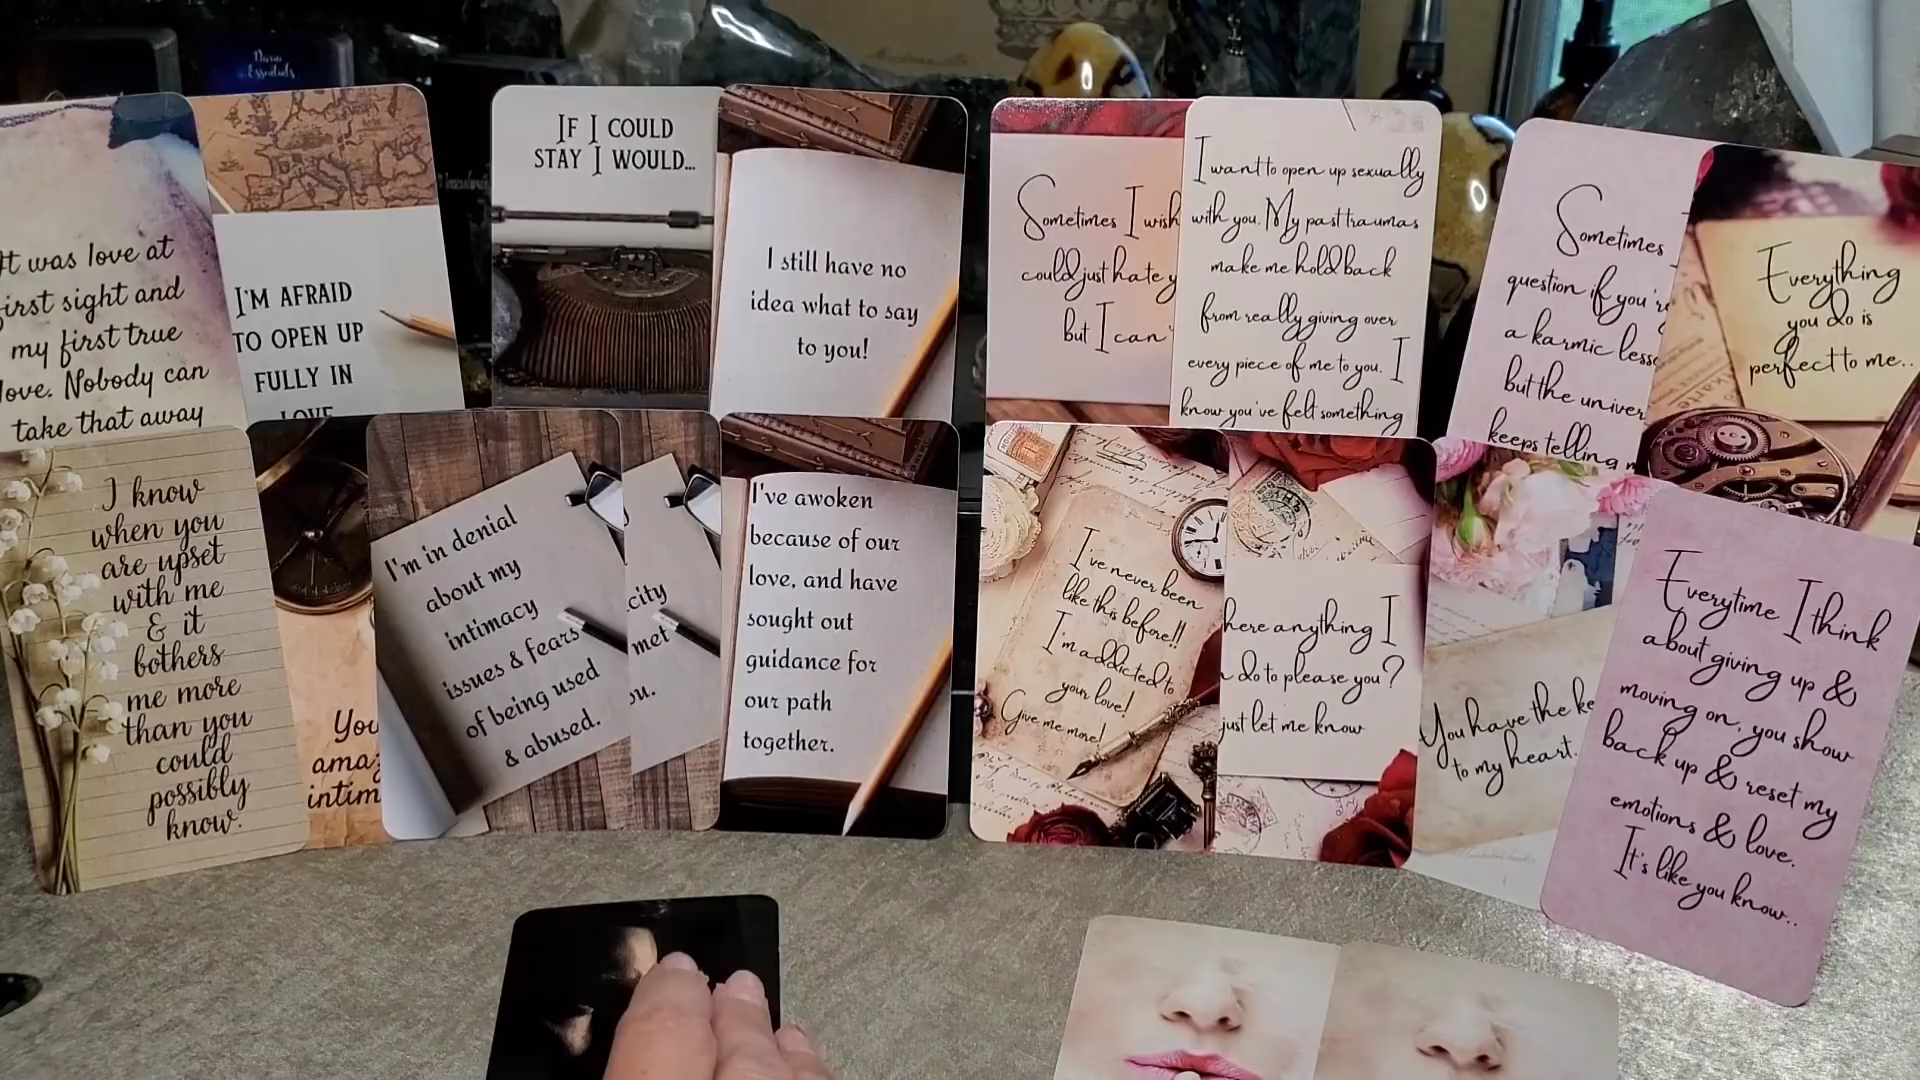 Essentials
It was love at
first sight and
my first true
love. Nobody can
take that away
I'M AFRAID
TO OPEN UP
FULLY IN
LOVE
IF I COULD
STAY I WOULD...
I still have no
idea what to say
to you!
Sometimes I wish
could just hate y
but I can'
I want to open up sexually
with you. My past traumas
make me hold back
from really giving over
every piece of me to you. I
know you've felt something
Sometimes
question if you're
a karmic less
but the univer
keeps telling m
Everything
you do is
perfect to me...
I know
when you
are upset
with me
& it
bothers
me more
than you
could
possibly
know.
You
amaz
intim
I'm in denial
about my
intimacy
issues & fears
of being used
& abused.
city
met
ou.
I've awoken
because of our
love, and have
sought out
guidance for
our path
together.
I've never been
like this before!!
I'm addicted to
your love!
Give me more!
here anything I
do to please you?
just let me know
You have the ke
to my heart.
Everytime I think
about giving up &
moving on, you show
back up & reset my
emotions & love.
It's like you know..